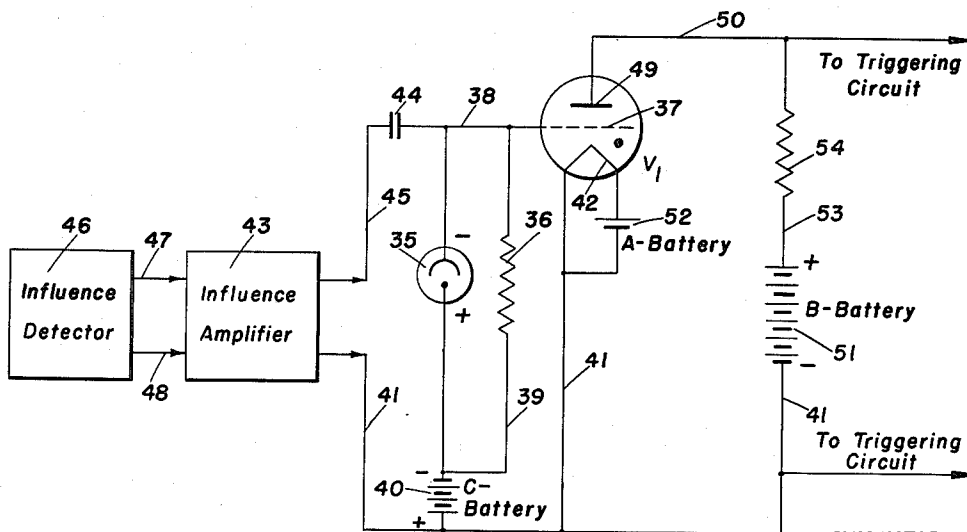 50
To Triggering
Circuit
49
44
38
37
V1
42
54
45
52
A-Battery
53
46
47
43
35
-
+
36
Influence
Detector
Influence
Amplifier
48
41
41
39
+
B-Battery
51
-
41
To Triggering
Circuit
-
40
+
C-
Battery